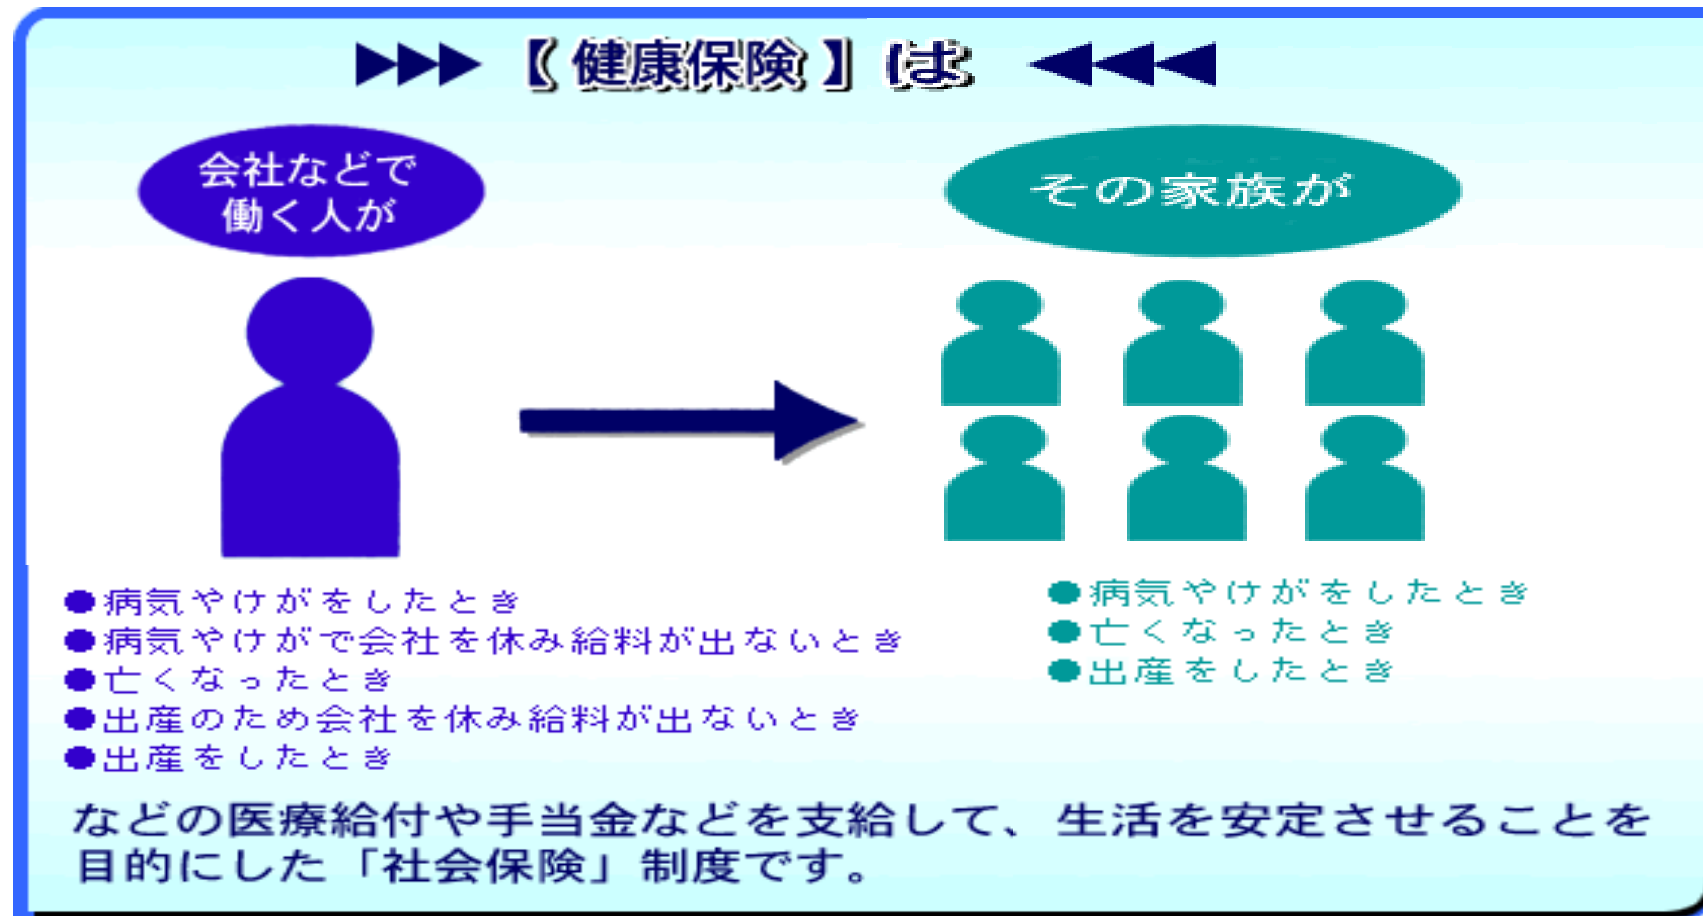 【健康保険】は
会社などで
働く人が
その家族が
●病気やけがをしたとき
●病気やけがで会社を休み給料が出ないとき
●亡くなったとき
●出産のため会社を休み給料が出ないとき
●出産をしたとき
●病気やけがをしたとき
●亡くなったとき
●出産をしたとき
などの医療給付や手当金などを支給して、生活を安定させることを
目的にした「社会保険」制度です。